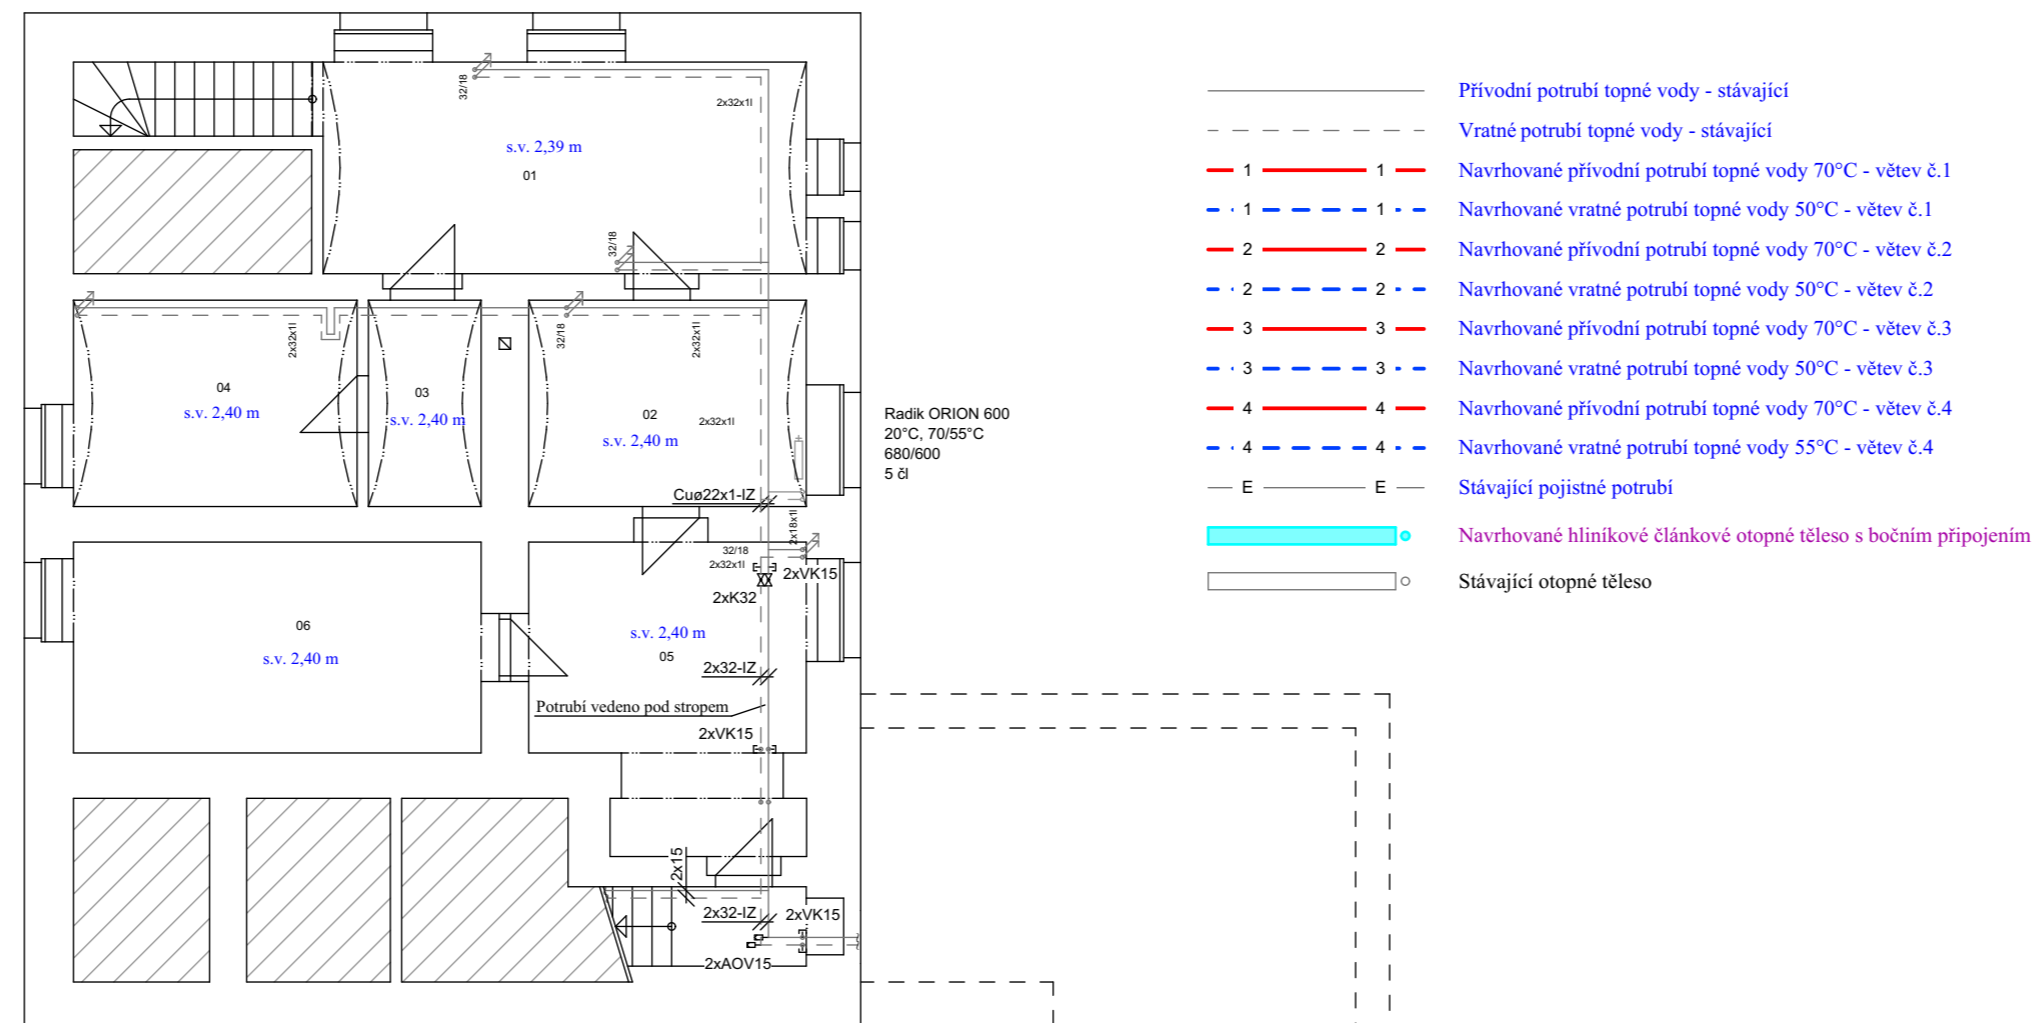 32/18
2x32x1l
s.v. 2,39 m
01
32/18
2x32x1l
32/18
2x32x1l
04
s.v. 2,40 m
03
s.v. 2,40 m
02
2x32x1l
s.v. 2,40 m
Radik ORION 600
20°C, 70/55°C
680/600
5 čl
Cuø22x1-IZ
2x18x1l
32/18
2x32x1l
2xVK15
2xK32
06
s.v. 2,40 m
s.v. 2,40 m
05
2x32-IZ
Potrubí vedeno pod stropem
2xVK15
2x15
2x32-IZ
2xVK15
2xAOV15
Přívodní potrubí topné vody - stávající
Vratné potrubí topné vody - stávající
1 1 Navrhované přívodní potrubí topné vody 70°C - větev č.1
1 1 Navrhované vratné potrubí topné vody 50°C - větev č.1
2 2 Navrhované přívodní potrubí topné vody 70°C - větev č.2
2 2 Navrhované vratné potrubí topné vody 50°C - větev č.2
3 3 Navrhované přívodní potrubí topné vody 70°C - větev č.3
3 3 Navrhované vratné potrubí topné vody 50°C - větev č.3
4 4 Navrhované přívodní potrubí topné vody 70°C - větev č.4
4 4 Navrhované vratné potrubí topné vody 55°C - větev č.4
E E Stávající pojistné potrubí
Navrhované hliníkové článkové otopné těleso s bočním připojením
Stávající otopné těleso